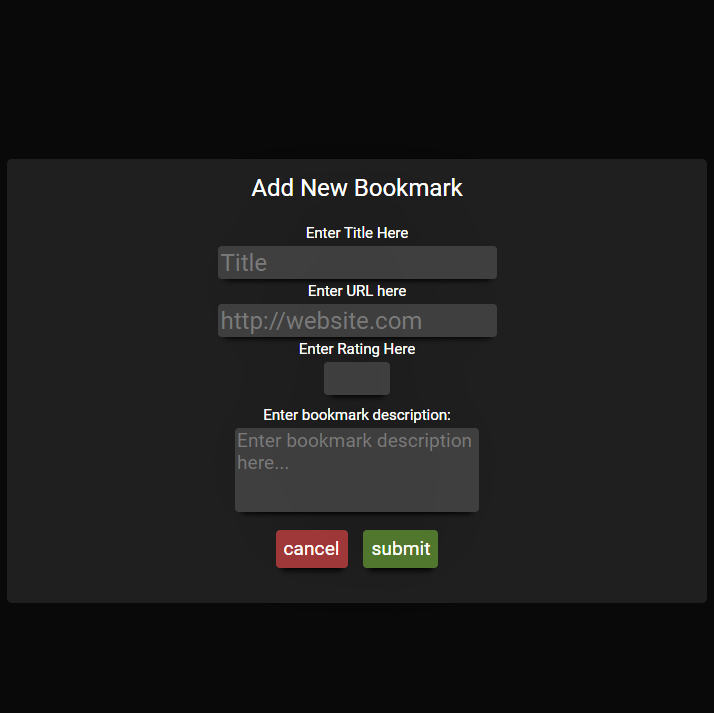 Add New Bookmark
Enter Title Here
Title
Enter URL here
http://website.com
Enter Rating Here
Enter bookmark description:
Enter bookmark description
here...
cancel submit